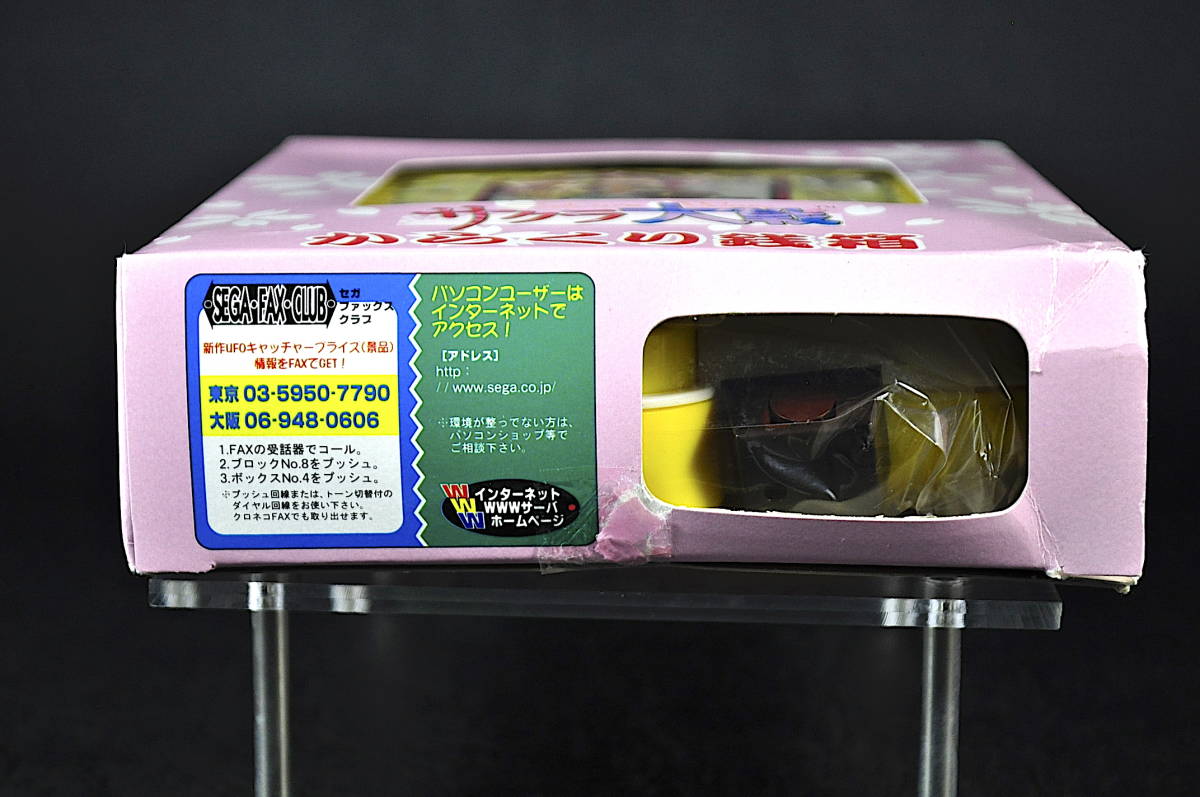 サクラ大戦
からくり銭箱
SEGA・FAX・CLUB
セガ
ファックス
クラブ
新作UFOキャッチャープライズ(景品)
情報をFAXでGET!
東京 03-5950-7790
大阪 06-948-0606
1.FAXの受話器でコール。
2.ブロックNo.8をプッシュ。
3.ボックスNo.4をプッシュ。
※プッシュ回線または、トーン切替付の
ダイヤル回線をお使い下さい。
クロネコFAXでも取り出せます。
パソコンユーザーは
インターネットで
アクセス!
[アドレス]
http:
//www.sega.co.jp/
※環境が整ってない方は、
パソコンショップ等で
ご相談下さい。
WWW
インターネット
WWWサーバ
ホームページ